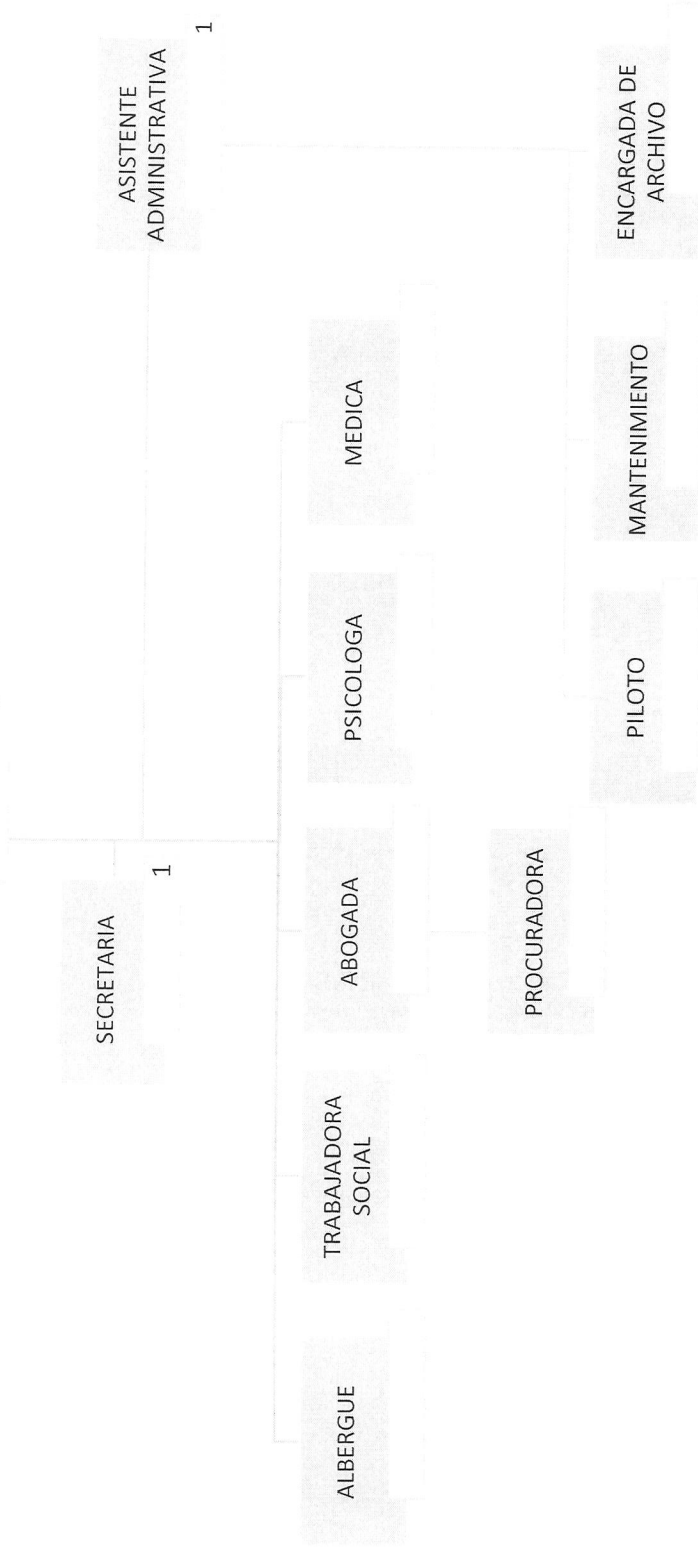 SECRETARIA
1
ASISTENTE
ADMINISTRATIVA
1
ALBERGUE
TRABAJADORA
SOCIAL
ABOGADA
PSICOLOGA
MEDICA
PROCURADORA
PILOTO
MANTENIMIENTO
ENCARGADA DE
ARCHIVO